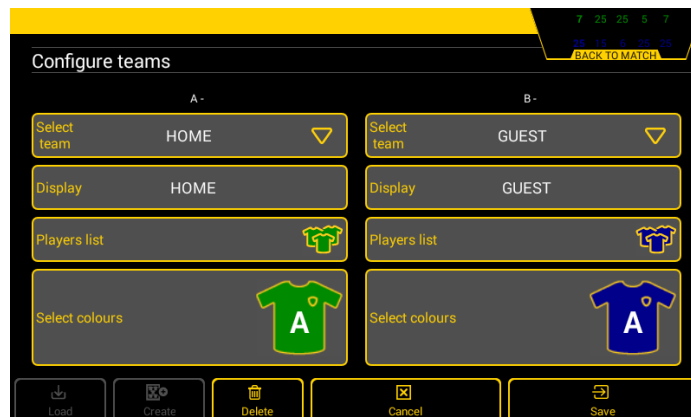 7 25 25 5 7
BACK TO MATCH
Configure teams
A -
B -
Select team
HOME
Select team
GUEST
Display
HOME
Display
GUEST
Players list
Players list
Select colours
A
Select colours
A
Load
Create
Delete
Cancel
Save